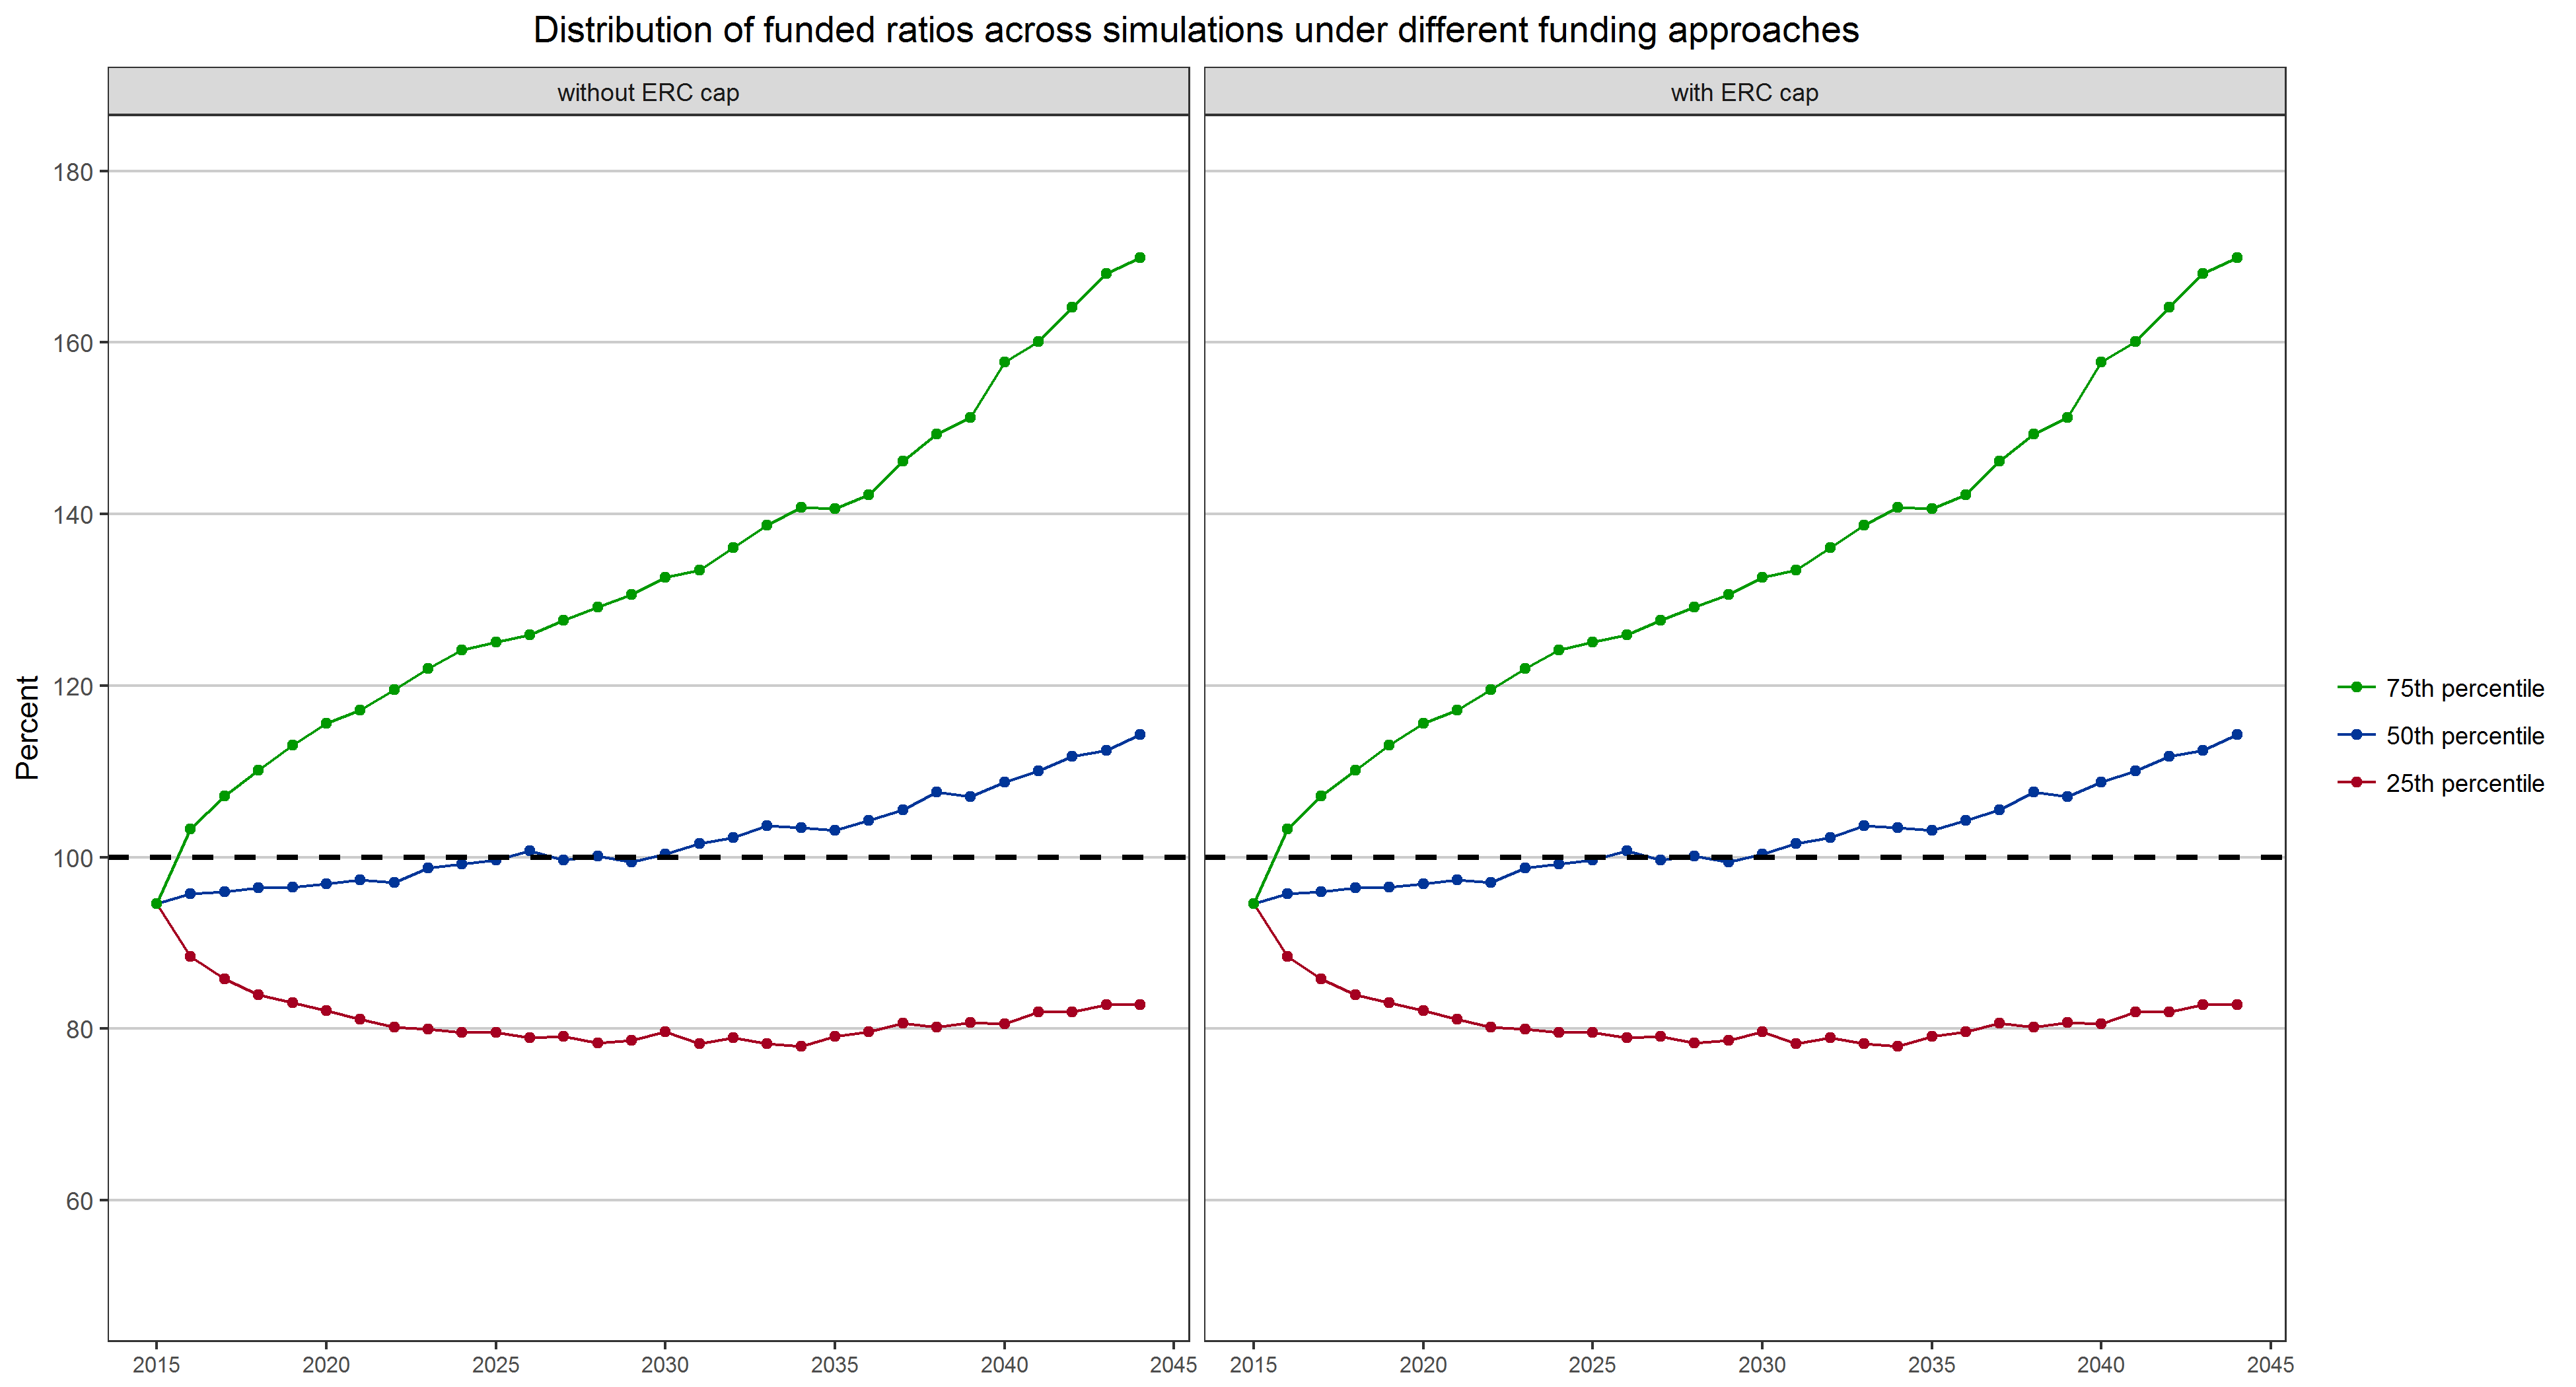 Distribution of funded ratios across simulations under different funding approaches
without ERC cap
with ERC cap
Percent
180
160
140
120
100
80
60
2015 2020 2025 2030 2035 2040 2045
2015 2020 2025 2030 2035 2040 2045
75th percentile
50th percentile
25th percentile